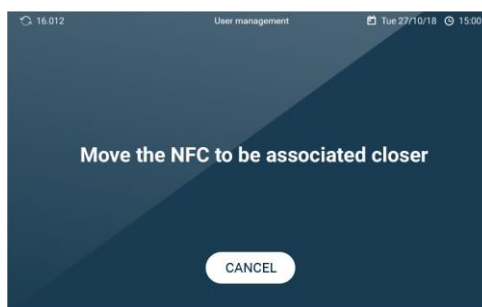 16.012 User management Tue 27/10/18 15:00
Move the NFC to be associated closer
CANCEL